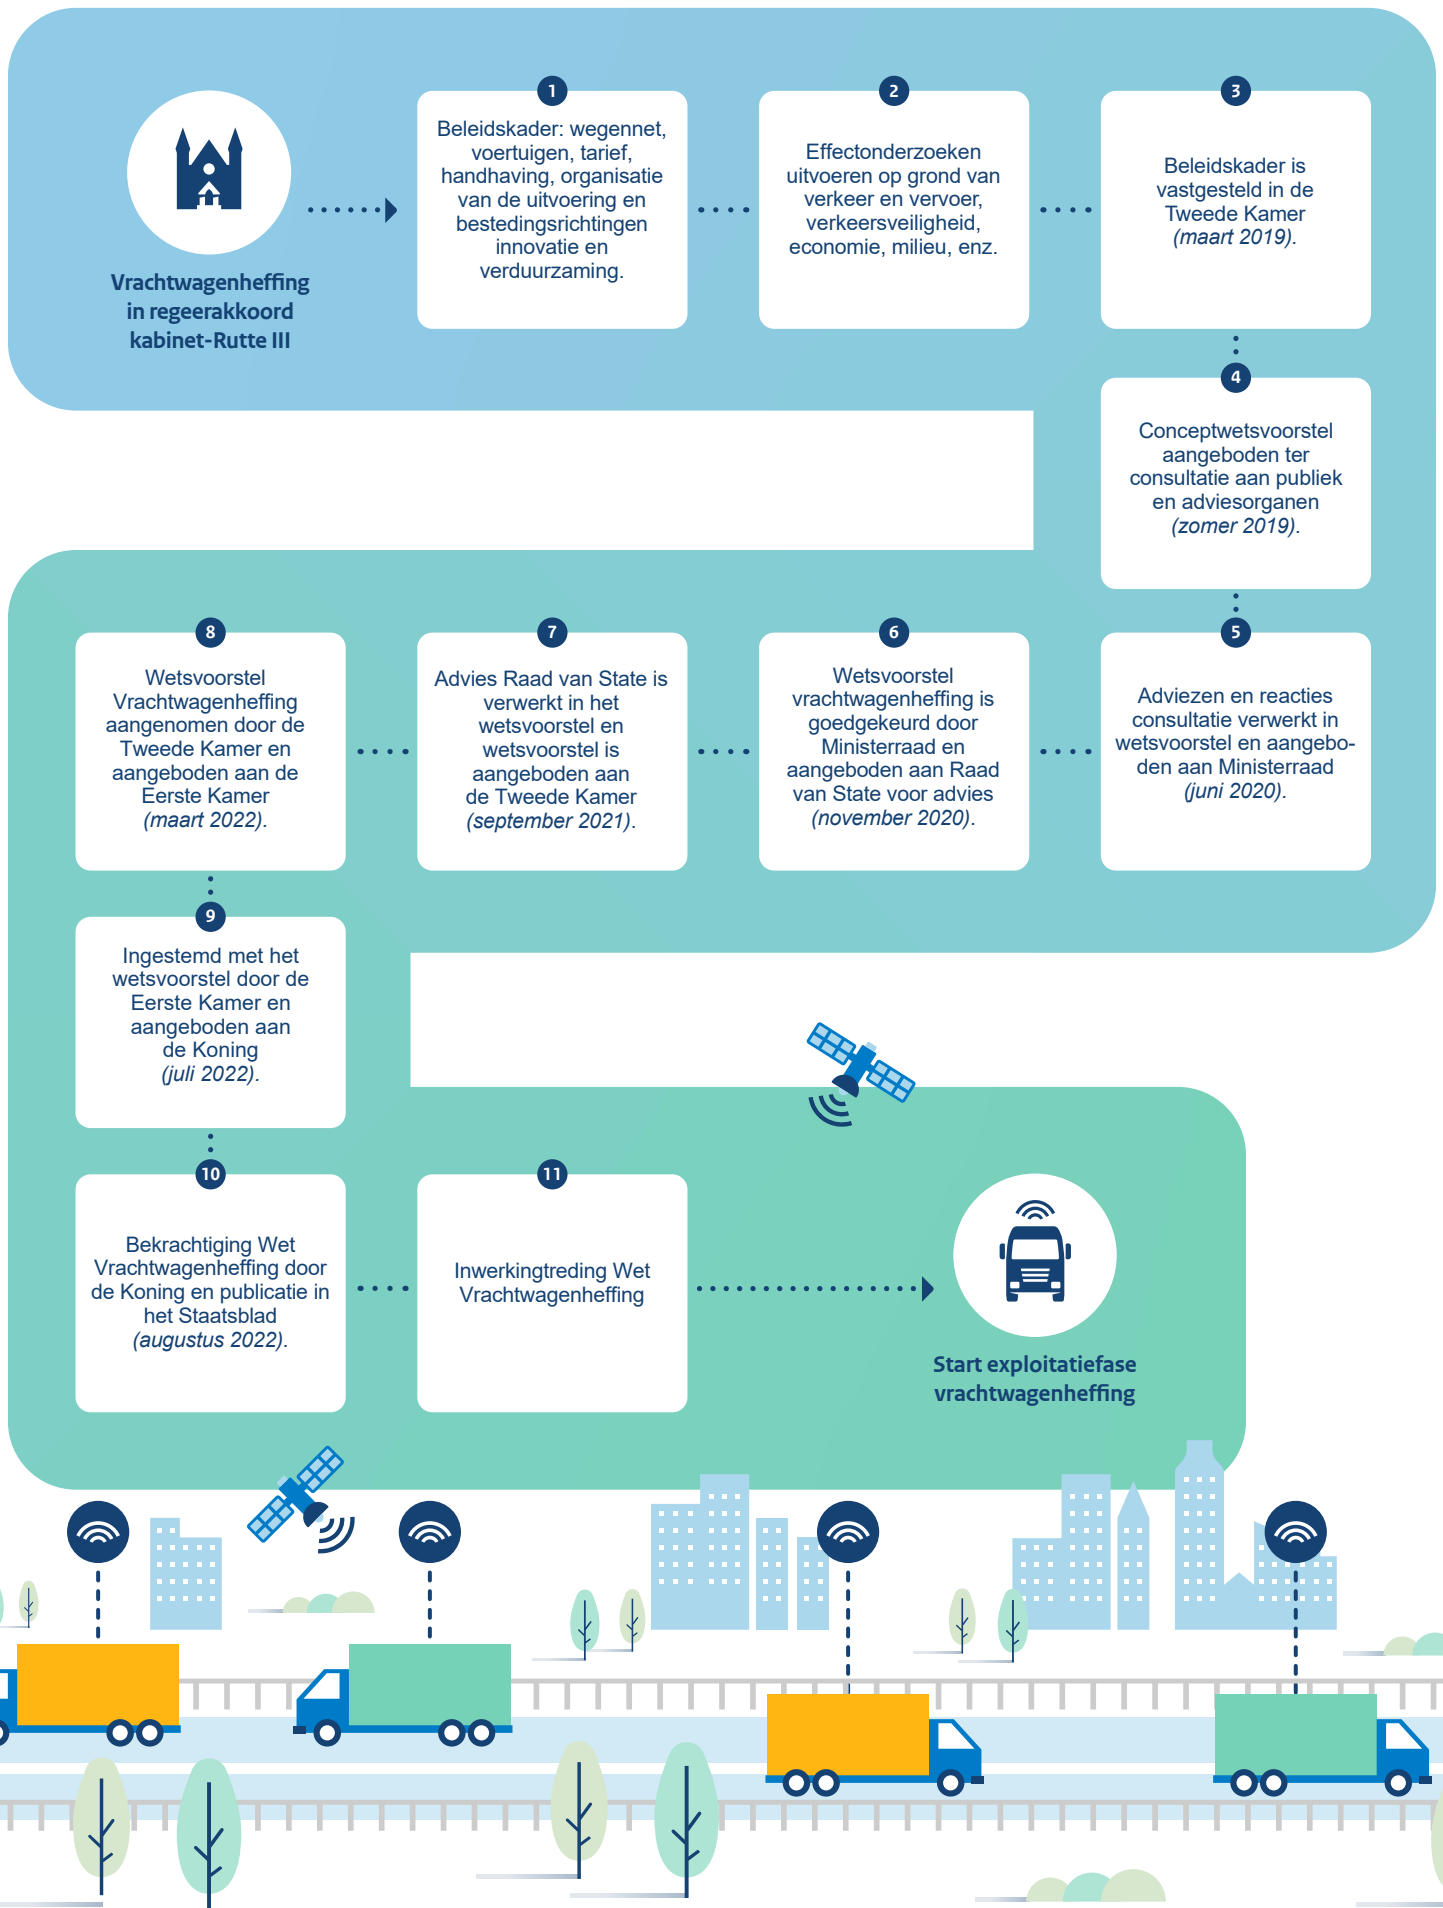 Vrachtwagenheffing
in regeerakkoord
kabinet-Rutte III
1
Beleidskader: wegennet,
voertuigen, tarief,
handhaving, organisatie
van de uitvoering en
bestedingsrichtingen
innovatie en
verduurzaming.
2
Effectonderzoeken
uitvoeren op grond van
verkeer en vervoer,
verkeersveiligheid,
economie, milieu, enz.
3
Beleidskader is
vastgesteld in de
Tweede Kamer
(maart 2019).
4
Conceptwetsvoorstel
aangeboden ter
consultatie aan publiek
en adviesorganen
(zomer 2019).
5
Adviezen en reacties
consultatie verwerkt in
wetsvoorstel en aangebo-
den aan Ministerraad
(juni 2020).
6
Wetsvoorstel
vrachtwagenheffing is
goedgekeurd door
Ministerraad en
aangeboden aan Raad
van State voor advies
(november 2020).
7
Advies Raad van State is
verwerkt in het
wetsvoorstel en
wetsvoorstel is
aangeboden aan
de Tweede Kamer
(september 2021).
8
Wetsvoorstel
Vrachtwagenheffing
aangenomen door de
Tweede Kamer en
aangeboden aan de
Eerste Kamer
(maart 2022).
9
Ingestemd met het
wetsvoorstel door de
Eerste Kamer en
aangeboden aan
de Koning
(juli 2022).
10
Bekrachtiging Wet
Vrachtwagenheffing door
de Koning en publicatie in
het Staatsblad
(augustus 2022).
11
Inwerkingtreding Wet
Vrachtwagenheffing
Start exploitatiefase
vrachtwagenheffing